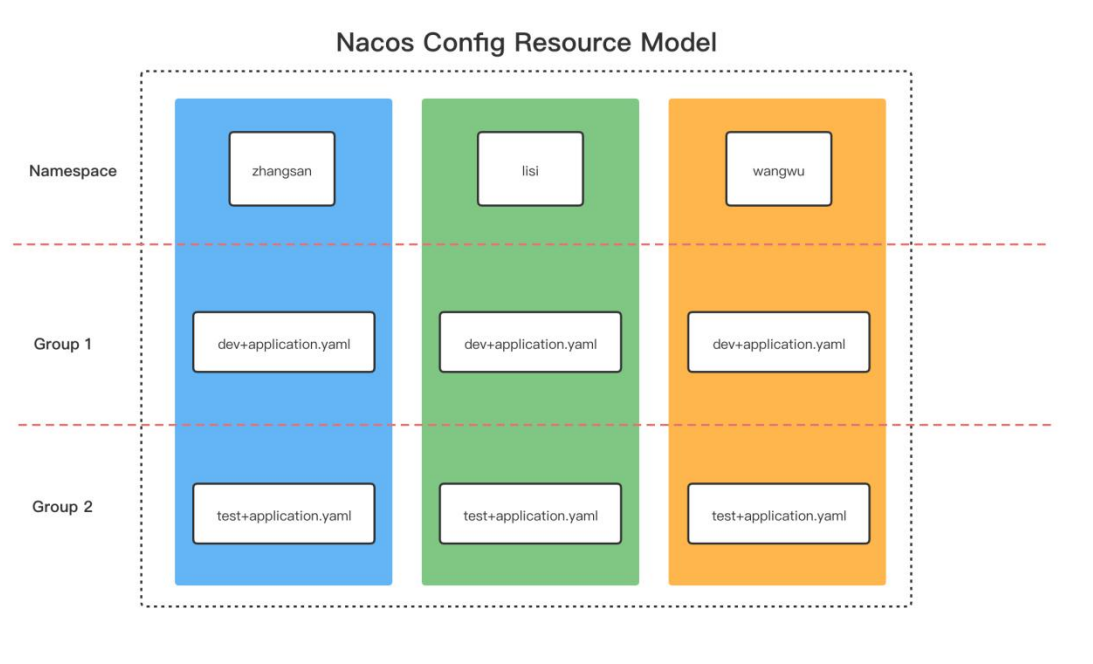 Nacos Config Resource Model
Namespace
zhangsan
lisi
wangwu
Group 1
dev+application.yaml
dev+application.yaml
dev+application.yaml
Group 2
test+application.yaml
test+application.yaml
test+application.yaml